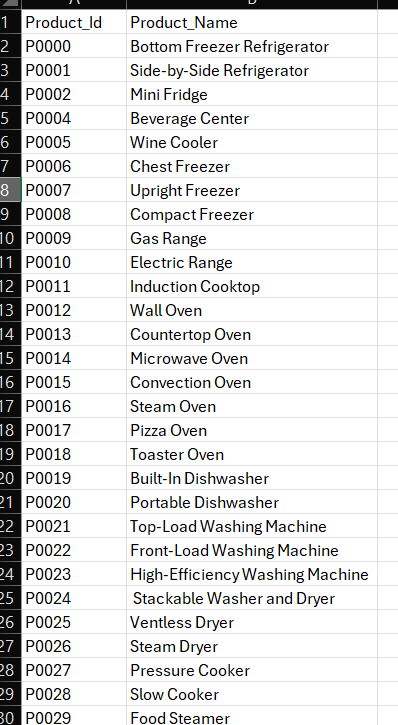 1 Product_Id Product_Name
2 P0000 Bottom Freezer Refrigerator
3 P0001 Side-by-Side Refrigerator
4 P0002 Mini Fridge
5 P0004 Beverage Center
6 P0005 Wine Cooler
7 P0006 Chest Freezer
8 P0007 Upright Freezer
9 P0008 Compact Freezer
10 P0009 Gas Range
11 P0010 Electric Range
12 P0011 Induction Cooktop
13 P0012 Wall Oven
14 P0013 Countertop Oven
15 P0014 Microwave Oven
16 P0015 Convection Oven
17 P0016 Steam Oven
18 P0017 Pizza Oven
19 P0018 Toaster Oven
20 P0019 Built-In Dishwasher
21 P0020 Portable Dishwasher
22 P0021 Top-Load Washing Machine
23 P0022 Front-Load Washing Machine
24 P0023 High-Efficiency Washing Machine
25 P0024 Stackable Washer and Dryer
26 P0025 Ventless Dryer
27 P0026 Steam Dryer
28 P0027 Pressure Cooker
29 P0028 Slow Cooker
30 P0029 Food Steamer